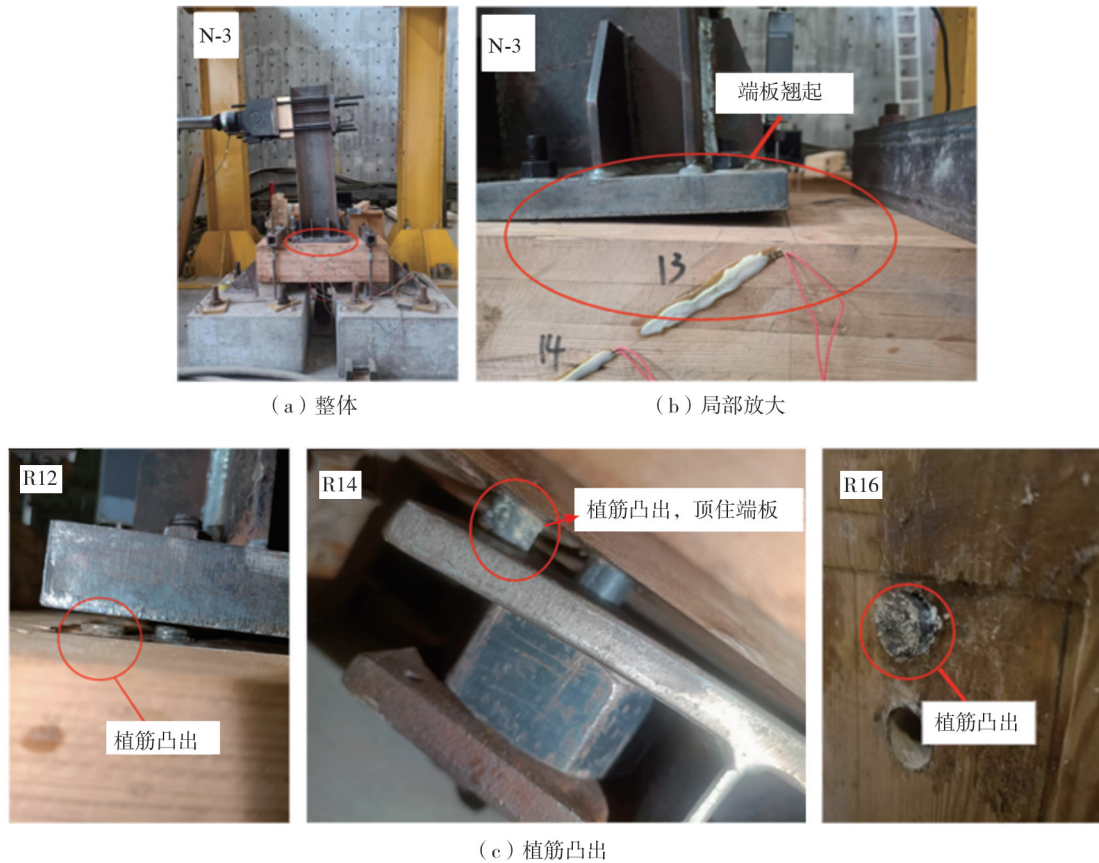 N-3
N-3
端板翘起
13
14
（a）整体
（b）局部放大
R12
植筋凸出
R14
植筋凸出，顶住端板
R16
植筋凸出
（c）植筋凸出